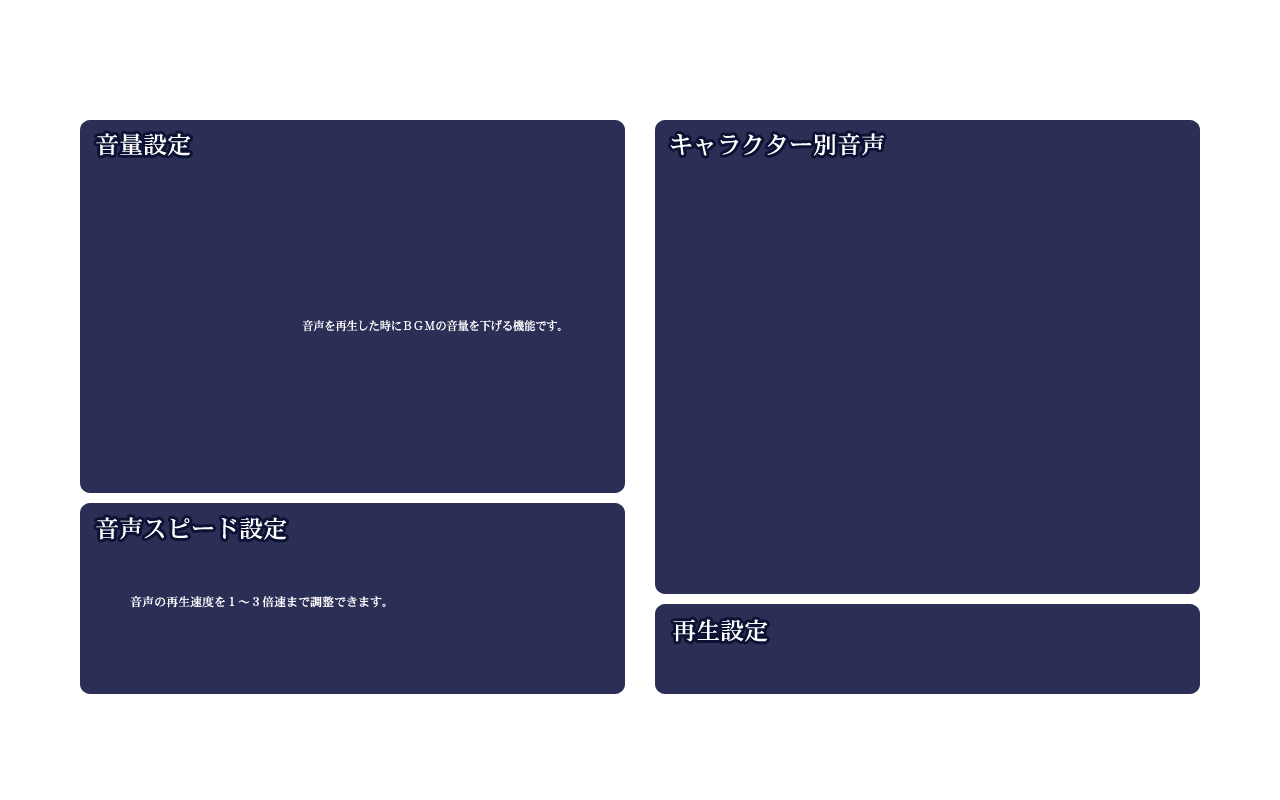 音量設定
音声を再生した時にＢＧＭの音量を下げる機能です。
音声スピード設定
音声の再生速度を１～３倍速まで調整できます。
キャラクター別音声
再生設定